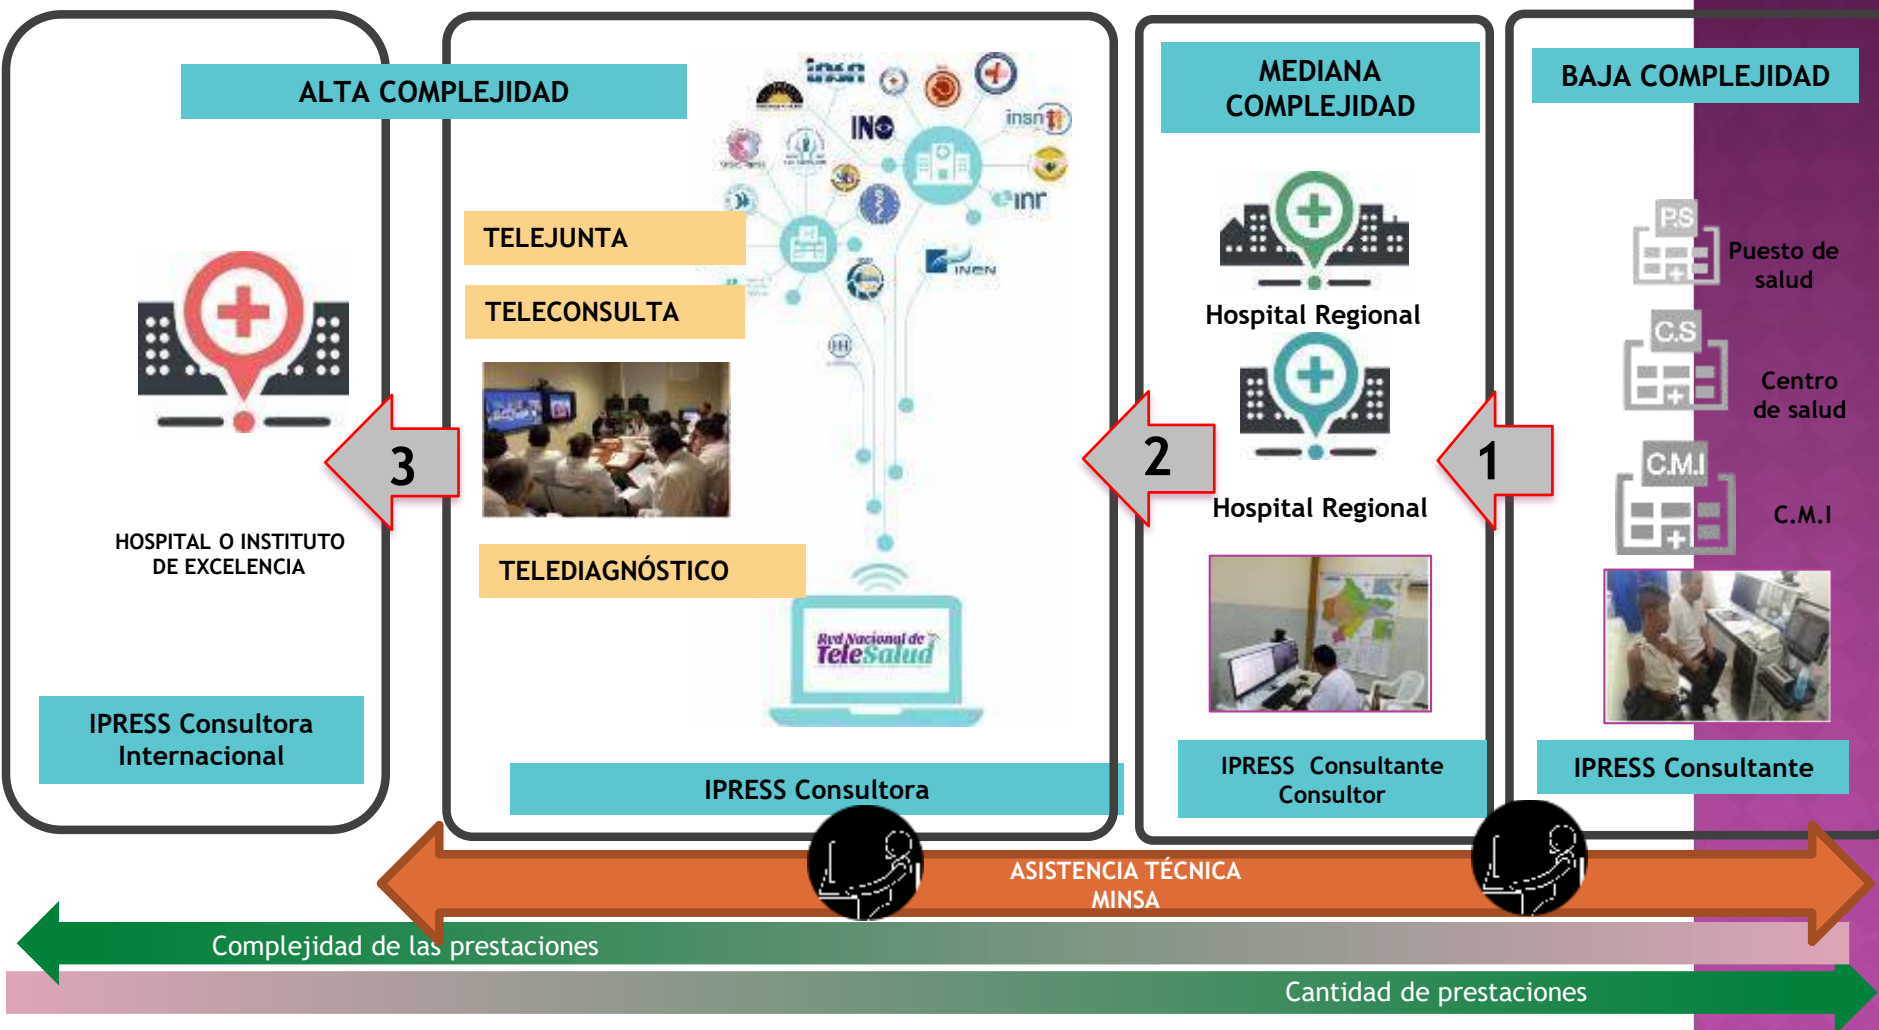 ALTA COMPLEJIDAD
MEDIANA
COMPLEJIDAD
BAJA COMPLEJIDAD
insn
INO
insn
inr
INEN
TELEJUNTA
TELECONSULTA
TELEDIAGNÓSTICO
Red Nacional de
TeleSalud
HOSPITAL O INSTITUTO
DE EXCELENCIA
Hospital Regional
Hospital Regional
P.S
Puesto de
salud
C.S
Centro
de salud
C.M.I
C.M.I
3
2
1
IPRESS Consultora
Internacional
IPRESS Consultora
IPRESS Consultante
Consultor
IPRESS Consultante
ASISTENCIA TÉCNICA
MINSA
Complejidad de las prestaciones
Cantidad de prestaciones